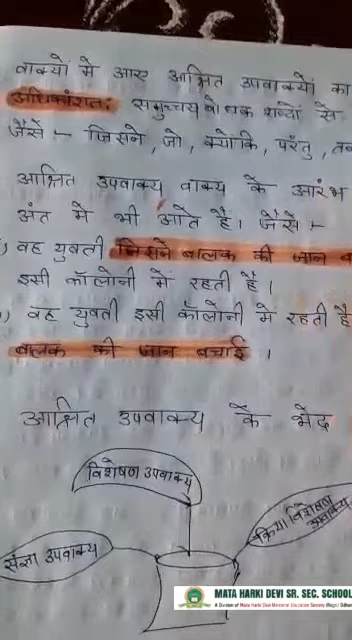 वाक्यों में आए आश्रित उपवाक्यों का
अधिकांशत: समुच्चय बोधक शब्दों से
जैसे :- जिसने, जो, क्योंकि, परंतु, तब
आश्रित उपवाक्य वाक्य के आरंभ
अंत में भी आते हैं। जैसे :-
) वह युवती जिसने बालक की जान ब
इसी कॉलोनी में रहती है।
) वह युवती इसी कॉलोनी में रहती है
बालक की जान बचाई।
आश्रित उपवाक्य के भेद
विशेषण उपवाक्य
संज्ञा उपवाक्य
क्रियाविशेषण
उपवाक्य
MATA HARKI DEVI SR. SEC. SCHOOL